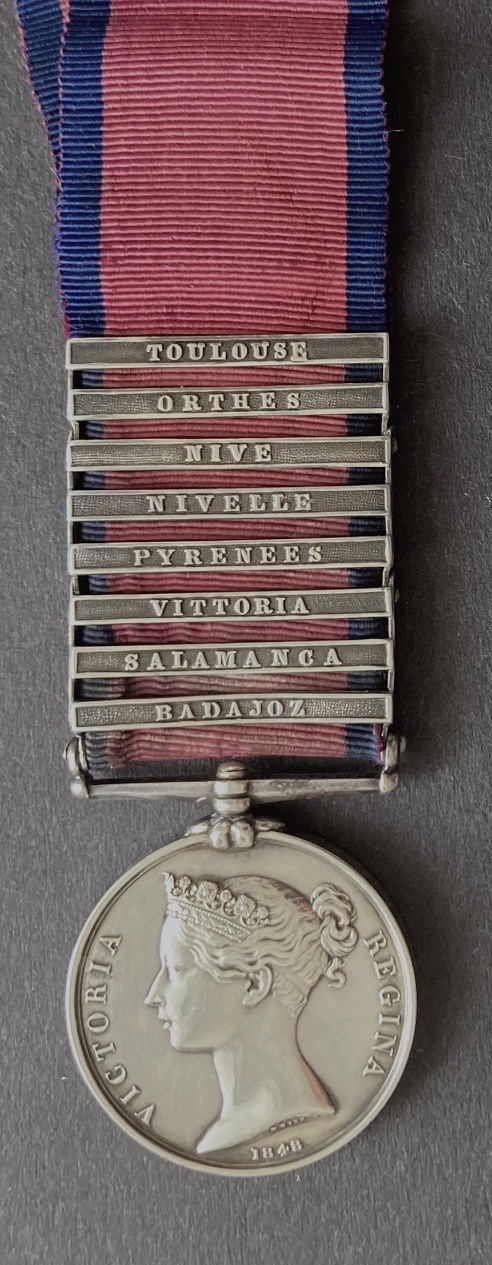 TOULOUSE
ORTHES
NIVE
NIVELLE
PYRENEES
VITTORIA
SALAMANCA
BADAJOZ
VICTORIA
REGINA
1848